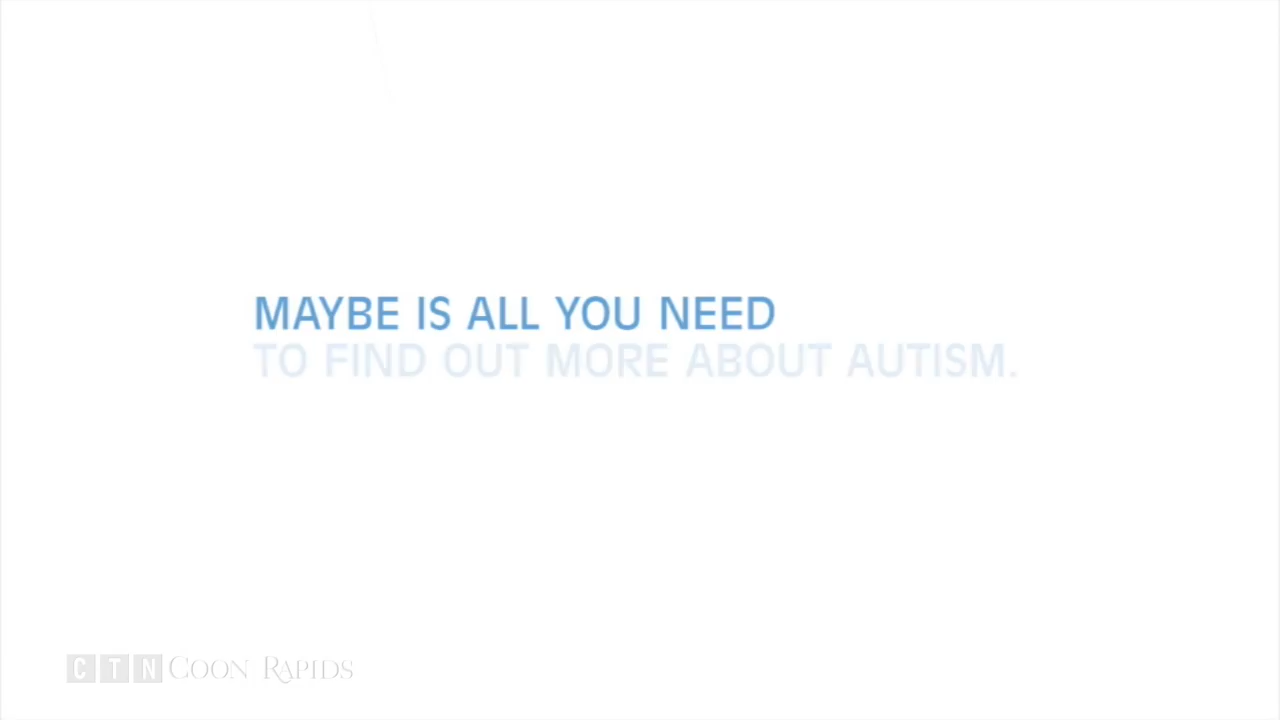 MAYBE IS ALL YOU NEED
TO FIND OUT MORE ABOUT AUTISM.
CTN COON RAPIDS